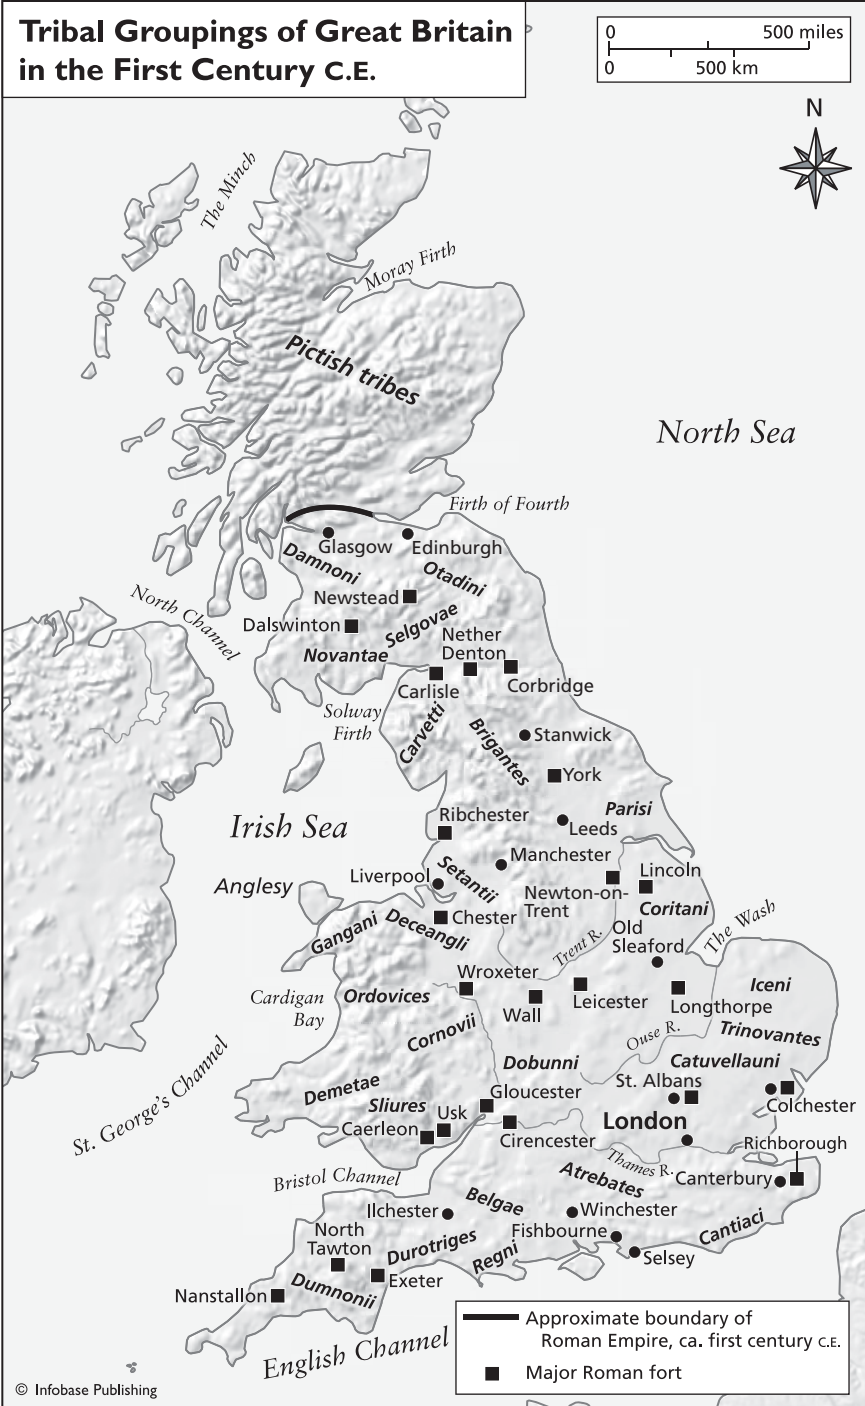 Tribal Groupings of Great Britain
in the First Century C.E.
0 500 miles
0 500 km
N
The Minch
Moray Firth
Pictish tribes
North Sea
Firth of Fourth
Glasgow
Edinburgh
Damnoni
Otadini
Newstead
North Channel
Dalswinton
Selgovae
Nether
Denton
Novantae
Carlisle
Corbridge
Solway
Firth
Carvetti
Brigantes
Stanwick
York
Parisi
Irish Sea
Ribchester
Leeds
Manchester
Liverpool
Setantii
Lincoln
Anglesy
Newton-on-
Trent
Coritani
Chester
Gangani
Deceangli
Old
Sleaford
The Wash
Trent R.
Wroxeter
Iceni
Cardigan
Bay
Ordovices
Wall
Leicester
Longthorpe
Cornovii
Ouse R.
Trinovantes
St. George's Channel
Dobunni
Catuvellauni
Demetae
St. Albans
Gloucester
Colchester
Sliures
Usk
London
Caerleon
Cirencester
Richborough
Thames R.
Bristol Channel
Atrebates
Canterbury
Belgae
Ilchester
Winchester
North
Tawton
Fishbourne
Cantiaci
Durotriges
Regni
Selsey
Exeter
Nanstallon
Dumnonii
English Channel
Approximate boundary of
Roman Empire, ca. first century C.E.
Major Roman fort
© Infobase Publishing